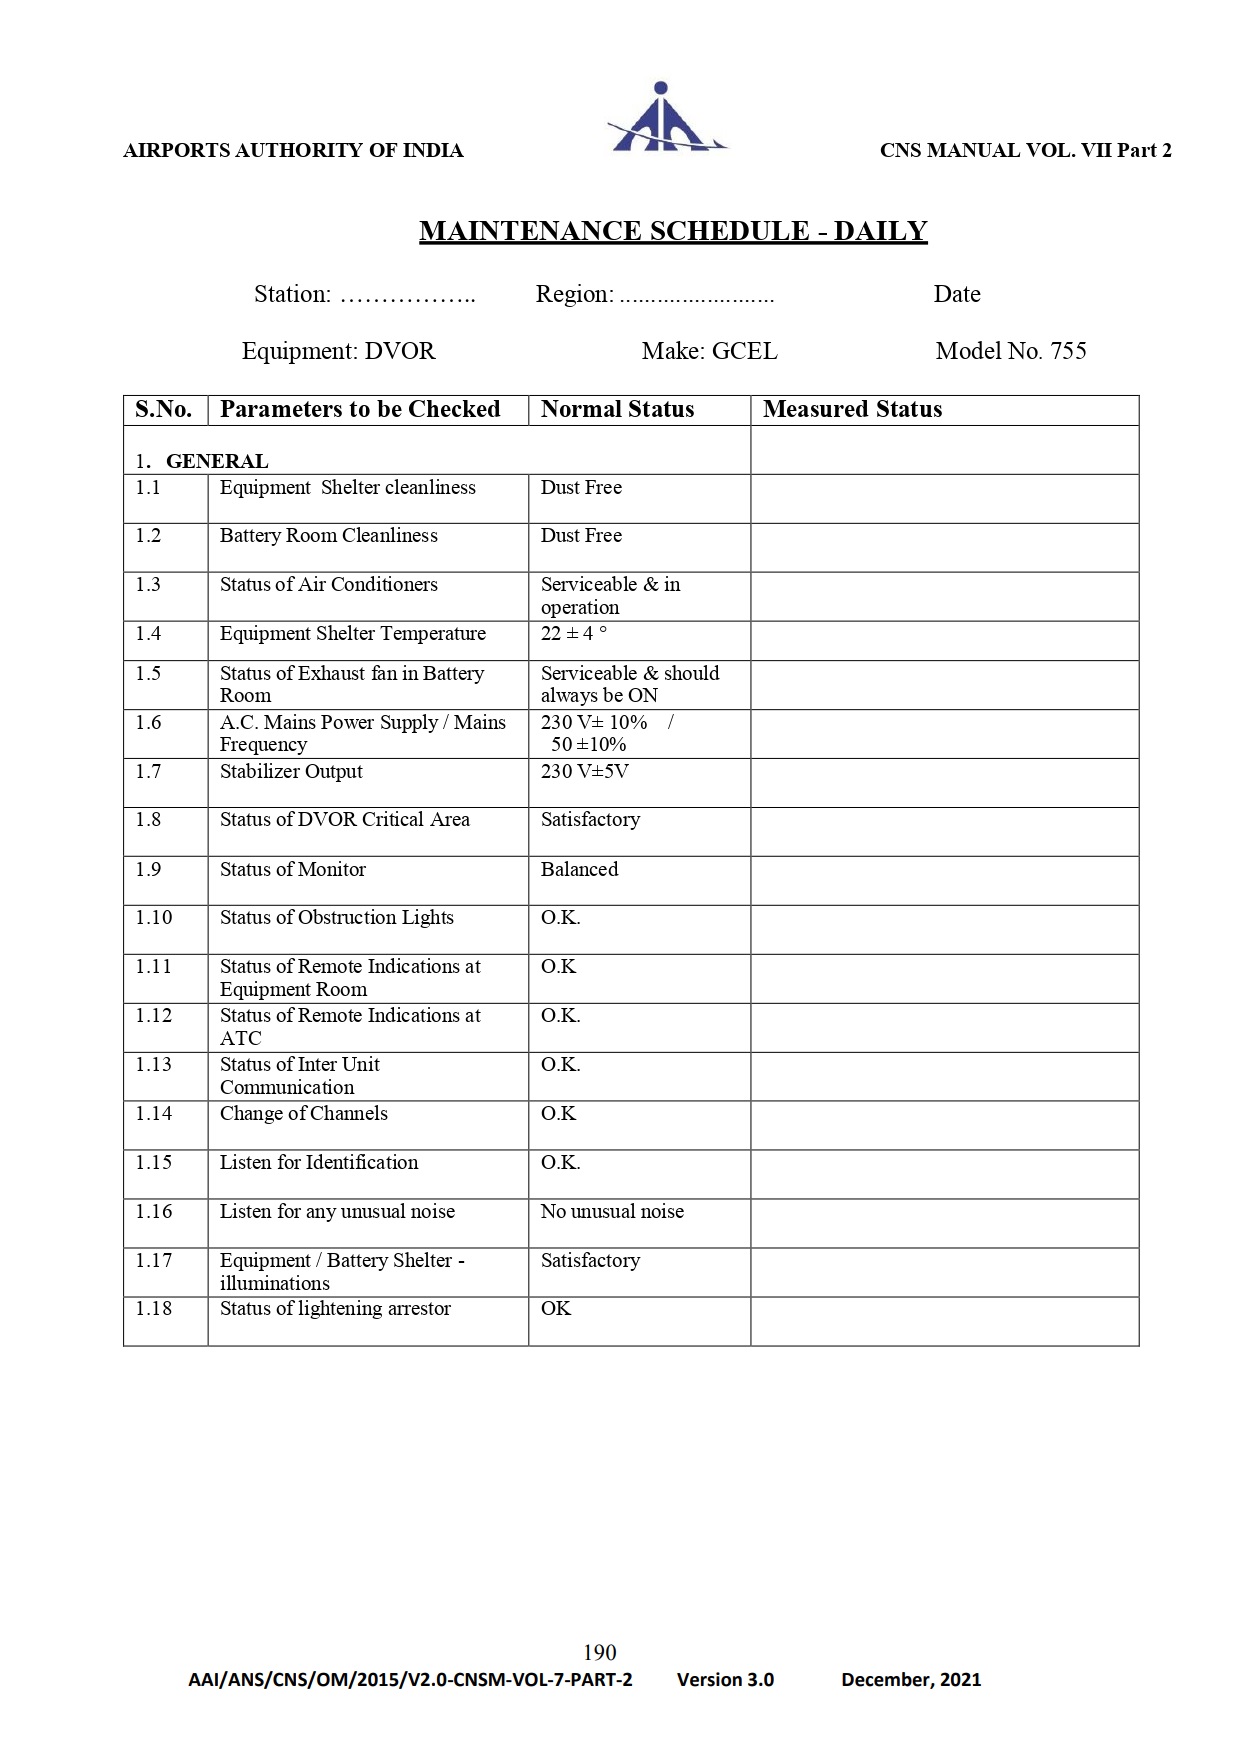 AIRPORTS AUTHORITY OF INDIA
CNS MANUAL VOL. VII Part 2
MAINTENANCE SCHEDULE - DAILY
Station: …………….. Region: ......................... Date
Equipment: DVOR Make: GCEL Model No. 755
S.No. Parameters to be Checked Normal Status Measured Status
1. GENERAL
1.1 Equipment Shelter cleanliness Dust Free
1.2 Battery Room Cleanliness Dust Free
1.3 Status of Air Conditioners Serviceable & in
operation
1.4 Equipment Shelter Temperature 22 ± 4 °
1.5 Status of Exhaust fan in Battery Serviceable & should
Room always be ON
1.6 A.C. Mains Power Supply / Mains 230 V± 10% /
Frequency 50 ±10%
1.7 Stabilizer Output 230 V±5V
1.8 Status of DVOR Critical Area Satisfactory
1.9 Status of Monitor Balanced
1.10 Status of Obstruction Lights O.K.
1.11 Status of Remote Indications at O.K
Equipment Room
1.12 Status of Remote Indications at O.K.
ATC
1.13 Status of Inter Unit O.K.
Communication
1.14 Change of Channels O.K
1.15 Listen for Identification O.K.
1.16 Listen for any unusual noise No unusual noise
1.17 Equipment / Battery Shelter - Satisfactory
illuminations
1.18 Status of lightening arrestor OK
190
AAI/ANS/CNS/OM/2015/V2.0-CNSM-VOL-7-PART-2 Version 3.0 December, 2021